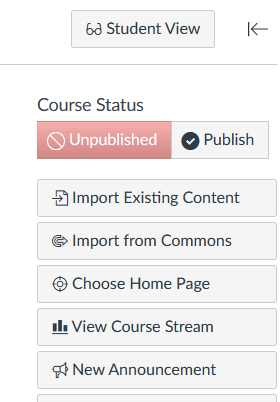 Student View
Course Status
Unpublished Publish
Import Existing Content
Import from Commons
Choose Home Page
View Course Stream
New Announcement